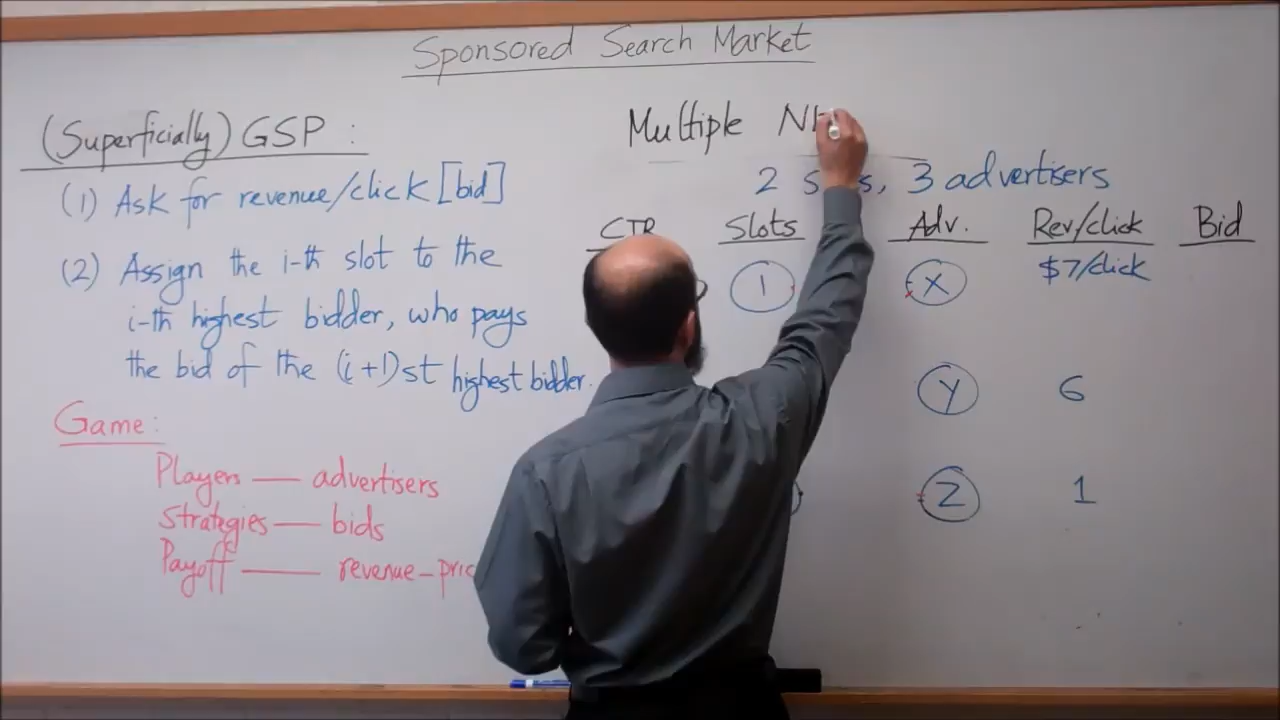 Sponsored Search Market
(Superficially) GSP :
(1) Ask for revenue/click [bid]
(2) Assign the i-th slot to the
i-th highest bidder, who pays
the bid of the (i+1)st highest bidder.
Game:
Players — advertisers
Strategies — bids
Payoff — revenue-pric
Multiple
2 , 3 advertisers
CTR Slots Adv. Rev/click Bid
1 X $7/click
Y 6
Z 1